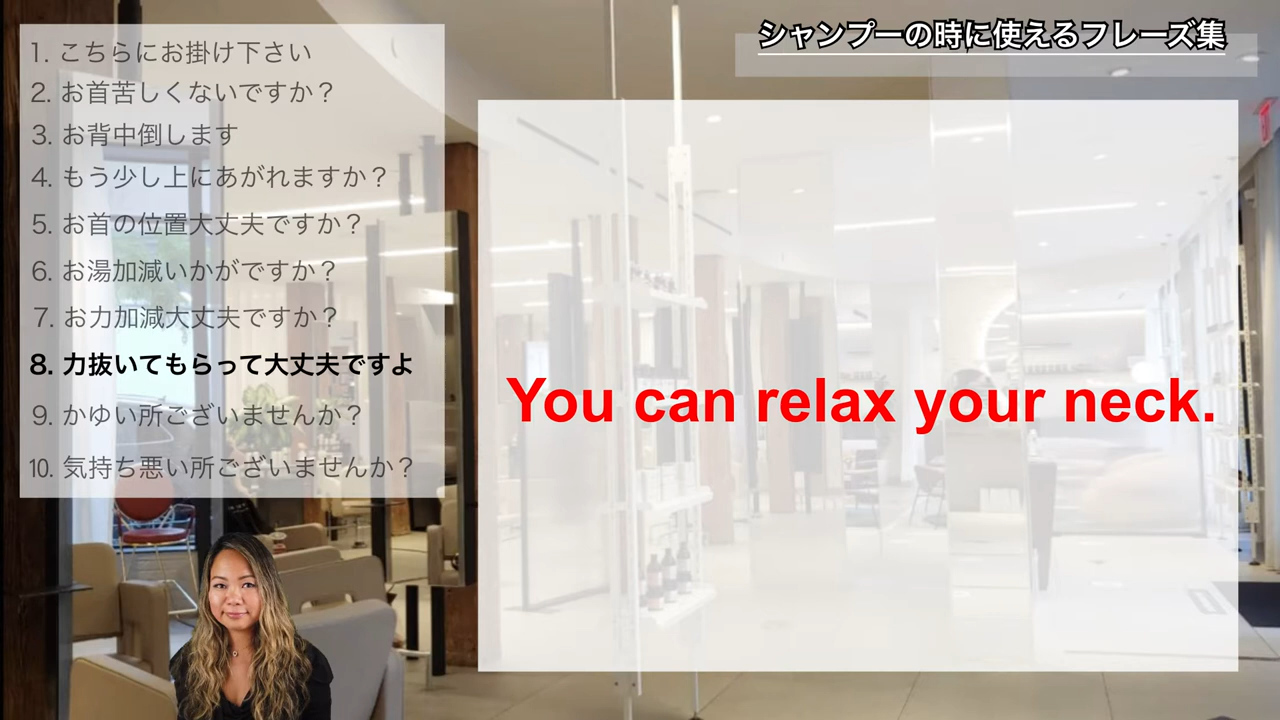 シャンプーの時に使えるフレーズ集
1. こちらにお掛け下さい
2. お首苦しくないですか？
3. お背中倒します
4. もう少し上にあがれますか？
5. お首の位置大丈夫ですか？
6. お湯加減いかがですか？
7. お力加減大丈夫ですか？
8. 力抜いてもらって大丈夫ですよ
9. かゆい所ございませんか？
10. 気持ち悪い所ございませんか？
You can relax your neck.